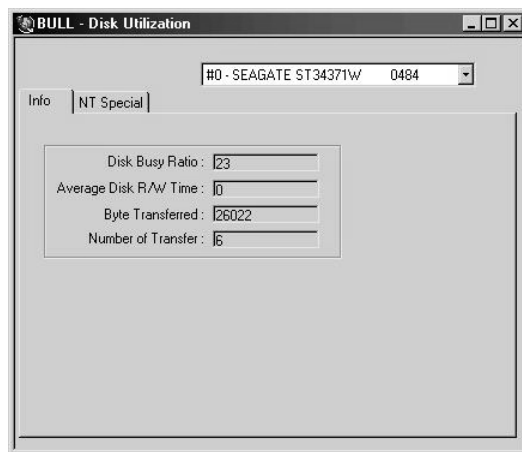 BULL - Disk Utilization
#0 - SEAGATE ST34371W 0484
Info NT Special
Disk Busy Ratio : 23
Average Disk R/W Time : 0
Byte Transferred : 26022
Number of Transfer : 6